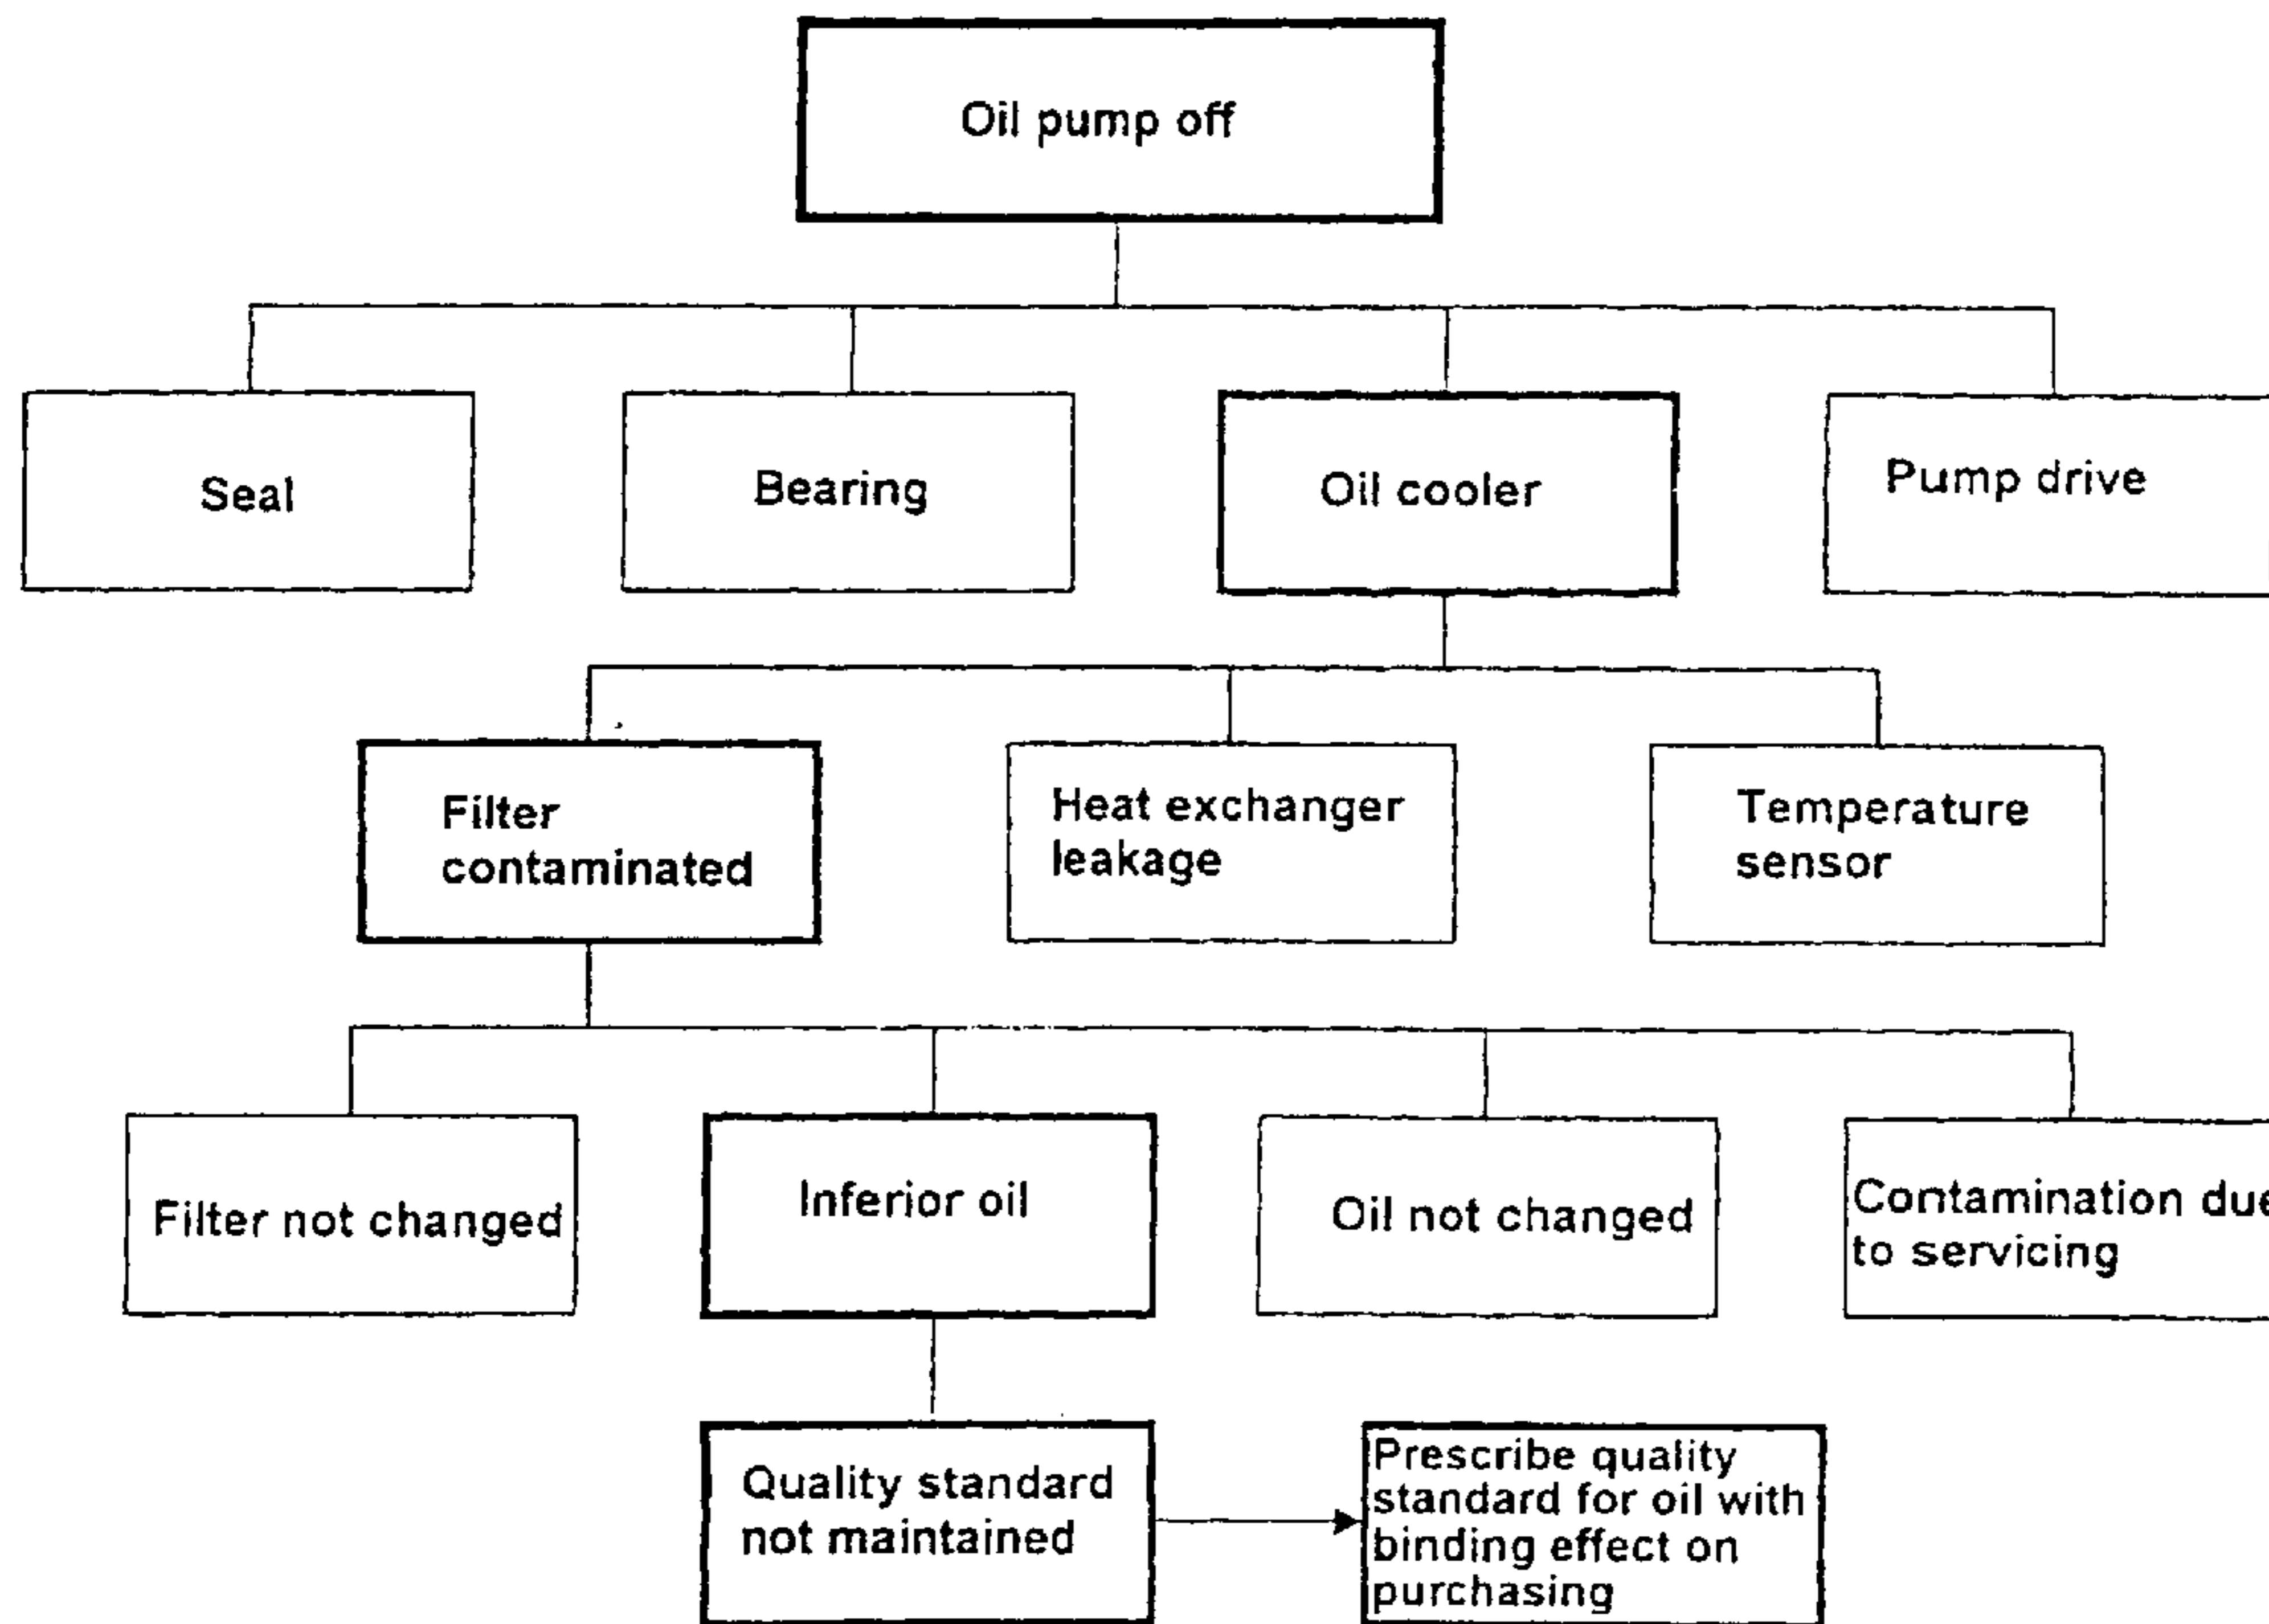 Oil pump off
Seal
Bearing
Oil cooler
Pump drive
Filter
contaminated
Heat exchanger
leakage
Temperature
sensor
Filter not changed
Inferior oil
Oil not changed
Contamination due
to servicing
Quality standard
not maintained
Prescribe quality
standard for oil with
binding effect on
purchasing